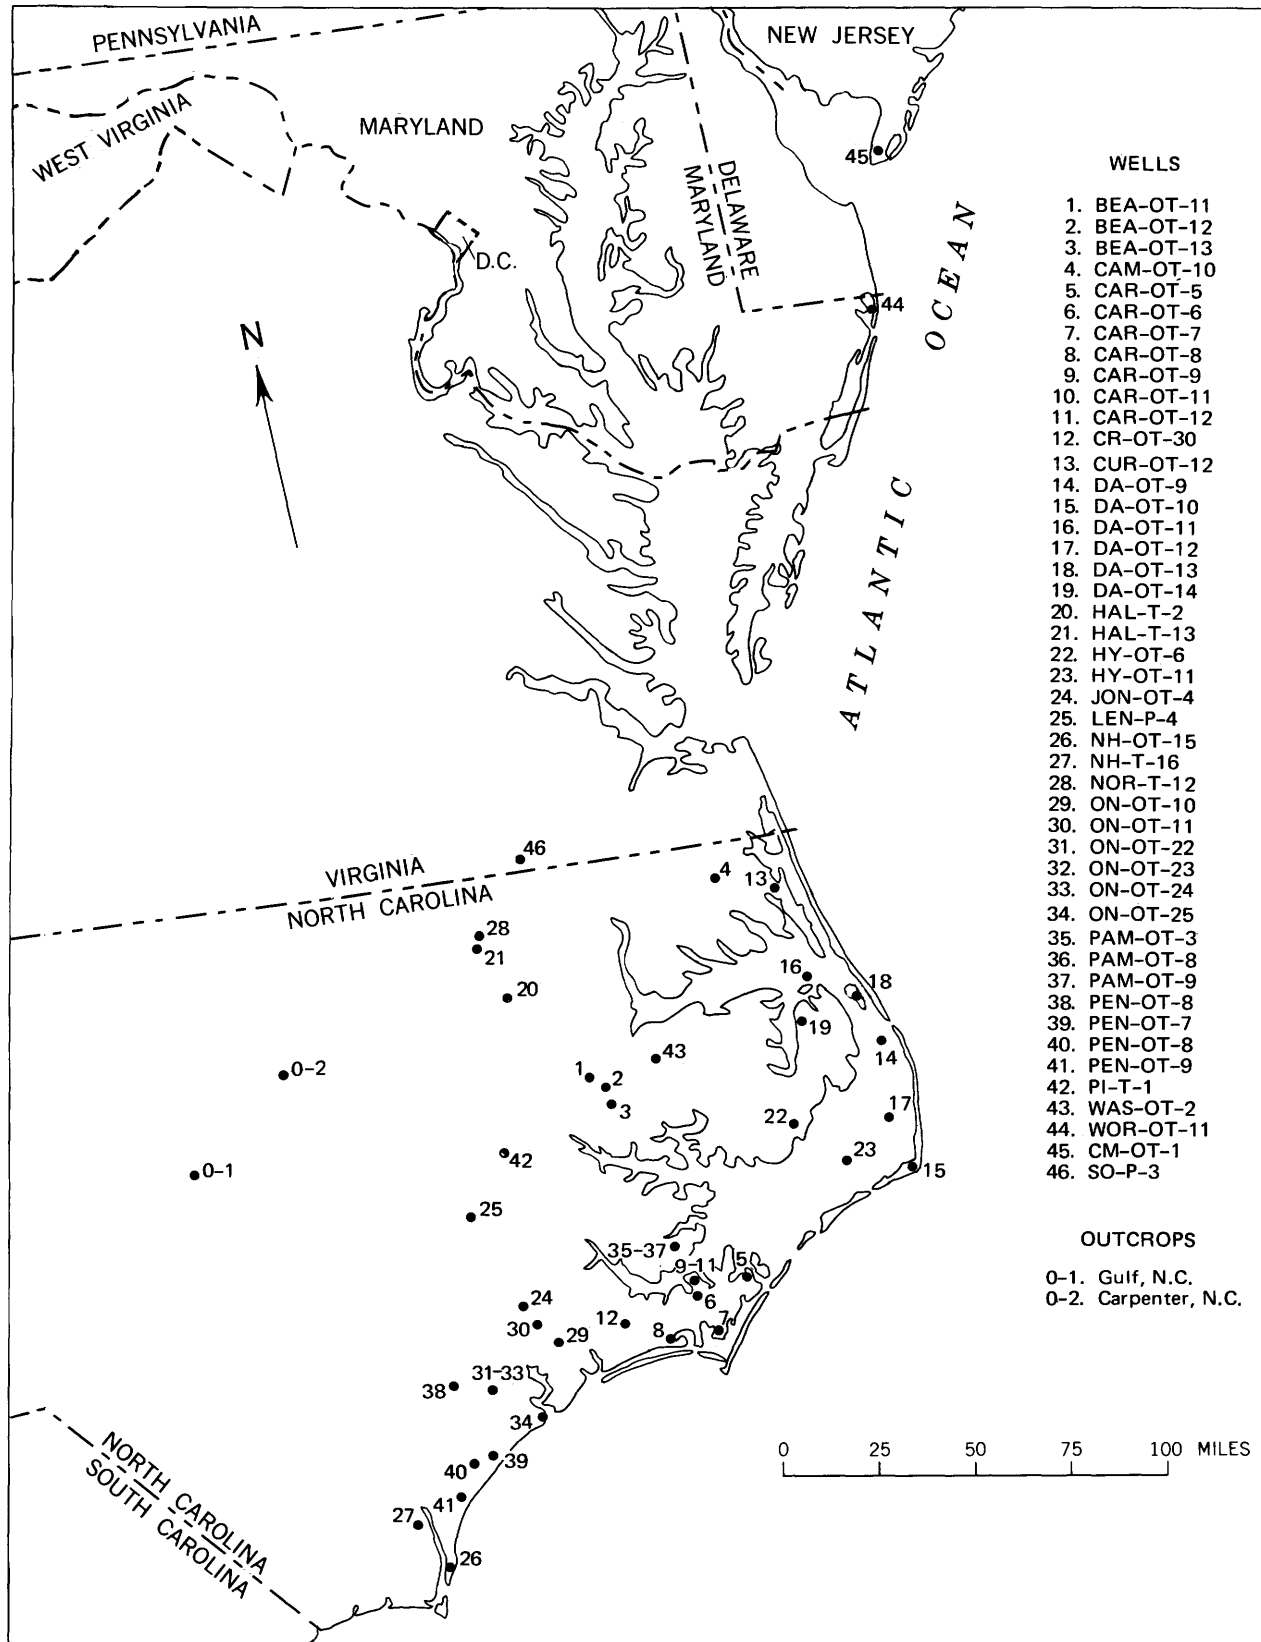 PENNSYLVANIA
NEW JERSEY
WEST VIRGINIA
MARYLAND
45
DELAWARE
MARYLAND
D.C.
44
N
ATLANTIC OCEAN
WELLS
1. BEA-OT-11
2. BEA-OT-12
3. BEA-OT-13
4. CAM-OT-10
5. CAR-OT-5
6. CAR-OT-6
7. CAR-OT-7
8. CAR-OT-8
9. CAR-OT-9
10. CAR-OT-11
11. CAR-OT-12
12. CR-OT-30
13. CUR-OT-12
14. DA-OT-9
15. DA-OT-10
16. DA-OT-11
17. DA-OT-12
18. DA-OT-13
19. DA-OT-14
20. HAL-T-2
21. HAL-T-13
22. HY-OT-6
23. HY-OT-11
24. JON-OT-4
25. LEN-P-4
26. NH-OT-15
27. NH-T-16
28. NOR-T-12
29. ON-OT-10
30. ON-OT-11
31. ON-OT-22
32. ON-OT-23
33. ON-OT-24
34. ON-OT-25
35. PAM-OT-3
36. PAM-OT-8
37. PAM-OT-9
38. PEN-OT-8
39. PEN-OT-7
40. PEN-OT-8
41. PEN-OT-9
42. PI-T-1
43. WAS-OT-2
44. WOR-OT-11
45. CM-OT-1
46. SO-P-3
OUTCROPS
0-1. Gulf, N.C.
0-2. Carpenter, N.C.
46
VIRGINIA
NORTH CAROLINA
4
13
28
21
20
16
18
19
14
43
0-2
1
2
3
17
22
23
15
42
0-1
25
35-37
9-11
5
6
24
30
29
12
8
7
31-33
38
34
39
40
41
27
26
NORTH CAROLINA
SOUTH CAROLINA
0 25 50 75 100 MILES